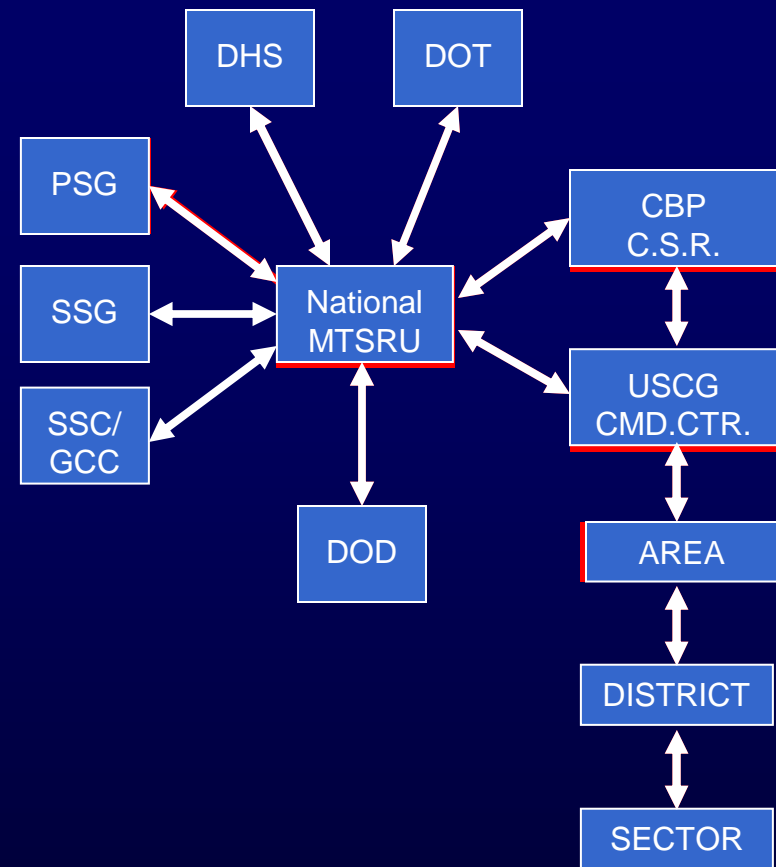 DHS
DOT
PSG
CBP
C.S.R.
SSG
National
MTSRU
USCG
CMD.CTR.
SSC/
GCC
DOD
AREA
DISTRICT
SECTOR